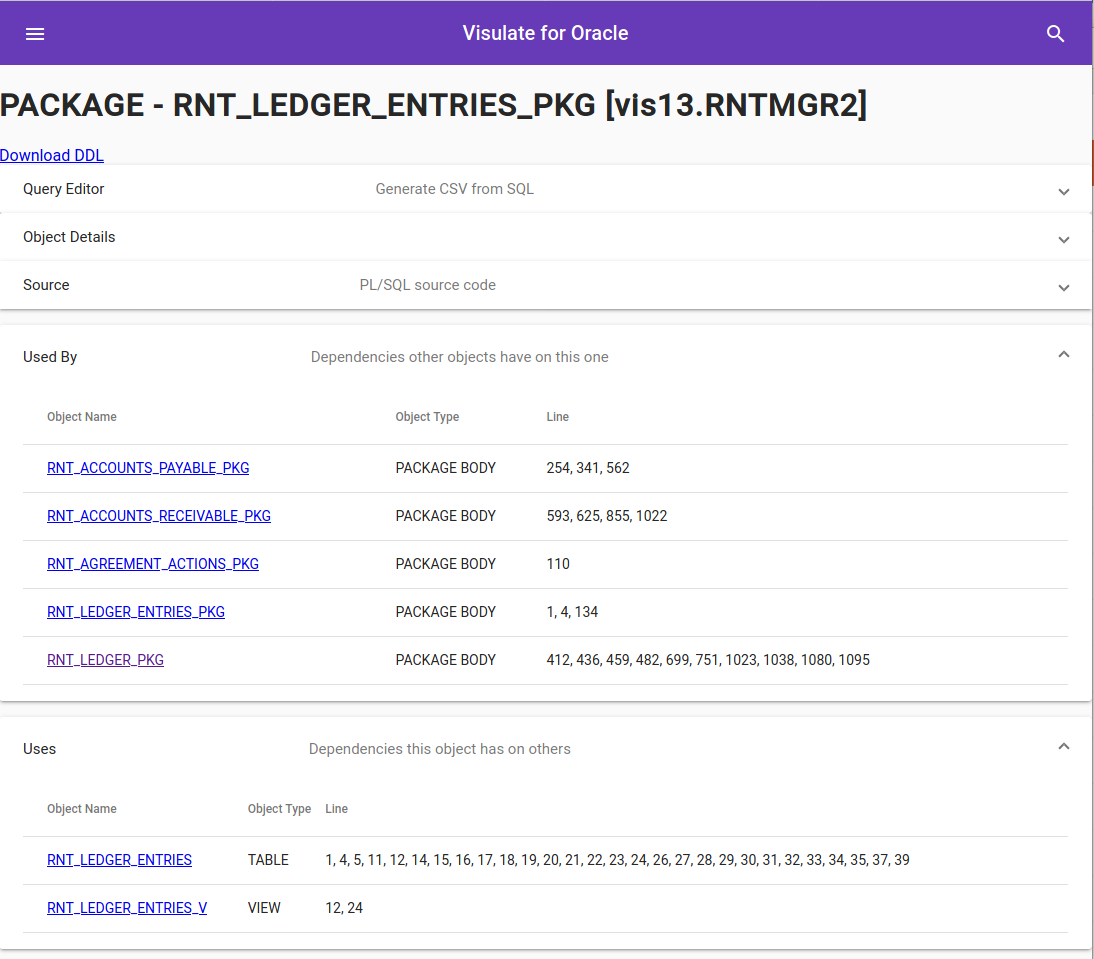 Visulate for Oracle
PACKAGE - RNT_LEDGER_ENTRIES_PKG [vis13.RNTMGR2]
Download DDL
Query Editor Generate CSV from SQL
Object Details
Source PL/SQL source code
Used By Dependencies other objects have on this one
Object Name Object Type Line
RNT_ACCOUNTS_PAYABLE_PKG PACKAGE BODY 254, 341, 562
RNT_ACCOUNTS_RECEIVABLE_PKG PACKAGE BODY 593, 625, 855, 1022
RNT_AGREEMENT_ACTIONS_PKG PACKAGE BODY 110
RNT_LEDGER_ENTRIES_PKG PACKAGE BODY 1, 4, 134
RNT_LEDGER_PKG PACKAGE BODY 412, 436, 459, 482, 699, 751, 1023, 1038, 1080, 1095
Uses Dependencies this object has on others
Object Name Object Type Line
RNT_LEDGER_ENTRIES TABLE 1, 4, 5, 11, 12, 14, 15, 16, 17, 18, 19, 20, 21, 22, 23, 24, 26, 27, 28, 29, 30, 31, 32, 33, 34, 35, 37, 39
RNT_LEDGER_ENTRIES_V VIEW 12, 24